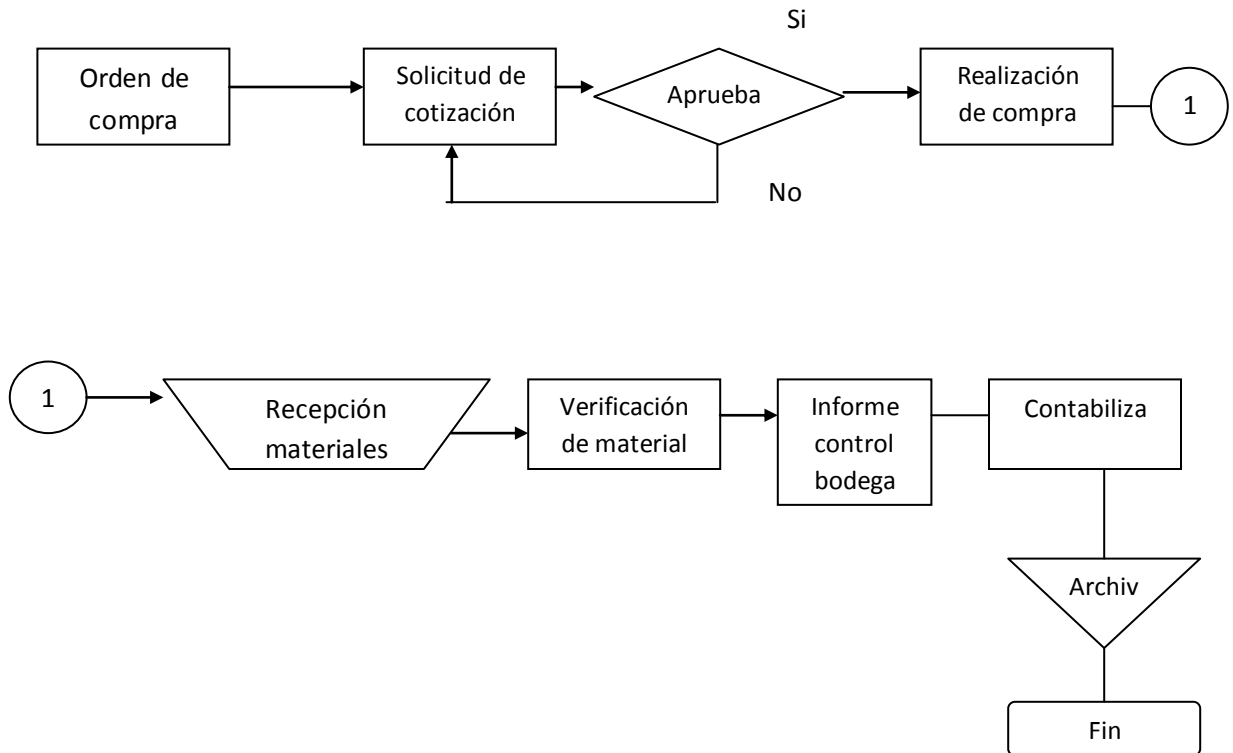 Si
Orden de
compra
Solicitud de
cotización
Aprueba
Realización
de compra
1
No
1
Recepción
materiales
Verificación
de material
Informe
control
bodega
Contabiliza
Archiv
Fin